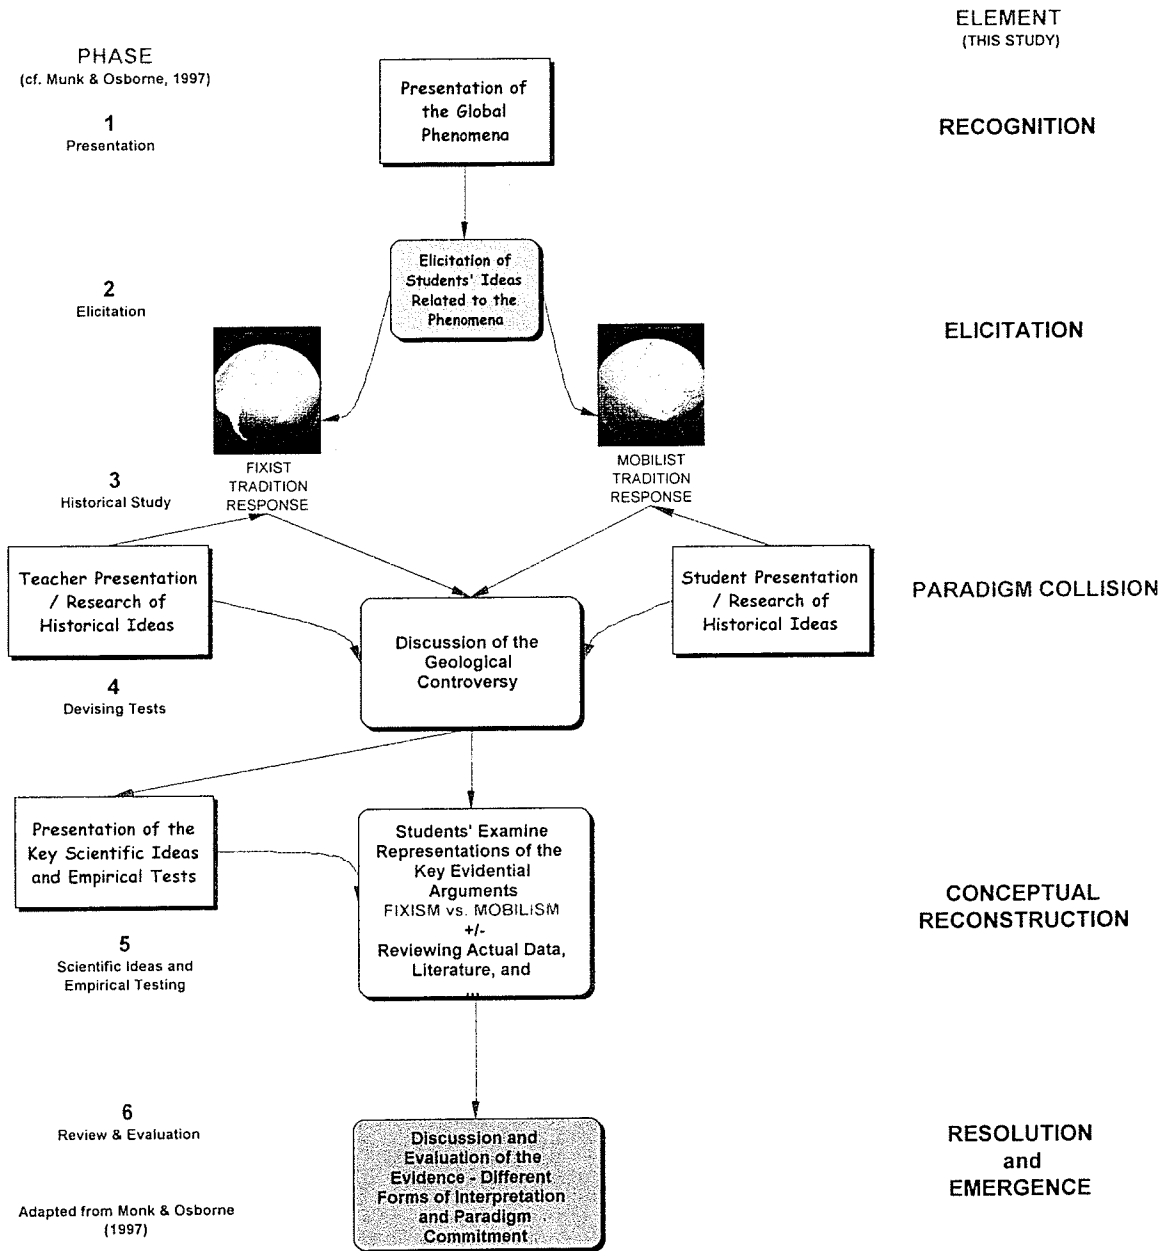 ELEMENT
(THIS STUDY)
PHASE
(cf. Munk & Osborne, 1997)
1
Presentation
Presentation of
the Global
Phenomena
RECOGNITION
2
Elicitation
Elicitation of
Students' Ideas
Related to the
Phenomena
ELICITATION
FIXIST
TRADITION
RESPONSE
MOBILIST
TRADITION
RESPONSE
3
Historical Study
Teacher Presentation
/ Research of
Historical Ideas
Student Presentation
/ Research of
Historical Ideas
PARADIGM COLLISION
Discussion of the
Geological
Controversy
4
Devising Tests
Presentation of the
Key Scientific Ideas
and Empirical Tests
Students' Examine
Representations of the
Key Evidential
Arguments
FIXISM vs. MOBILiSM
+/-
Reviewing Actual Data,
Literature, and
...
CONCEPTUAL
RECONSTRUCTION
5
Scientific Ideas and
Empirical Testing
6
Review & Evaluation
Discussion and
Evaluation of the
Evidence - Different
Forms of Interpretation
and Paradigm
Commitment
RESOLUTION
and
EMERGENCE
Adapted from Monk & Osborne
(1997)